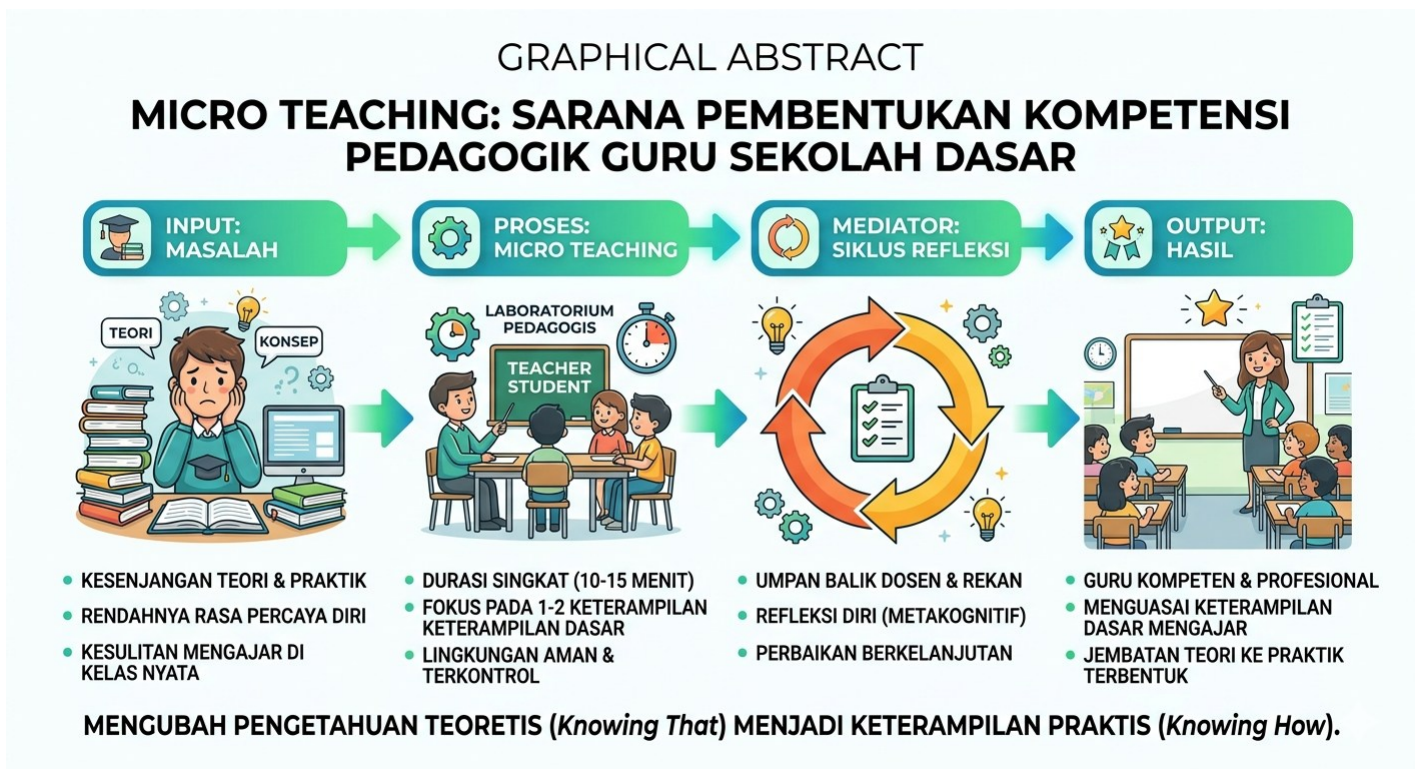 GRAPHICAL ABSTRACT
MICRO TEACHING: SARANA PEMBENTUKAN KOMPETENSI
PEDAGOGIK GURU SEKOLAH DASAR
INPUT:
MASALAH
PROSES:
MICRO TEACHING
MEDIATOR:
SIKLUS REFLEKSI
OUTPUT:
HASIL
TEORI
KONSEP
LABORATORIUM
PEDAGOGIS
TEACHER
STUDENT
• KESENJANGAN TEORI & PRAKTIK
• RENDAHNYA RASA PERCAYA DIRI
• KESULITAN MENGAJAR DI
KELAS NYATA
• DURASI SINGKAT (10-15 MENIT)
• FOKUS PADA 1-2 KETERAMPILAN
KETERAMPILAN DASAR
• LINGKUNGAN AMAN &
TERKONTROL
• UMPAN BALIK DOSEN & REKAN
• REFLEKSI DIRI (METAKOGNITIF)
• PERBAIKAN BERKELANJUTAN
• GURU KOMPETEN & PROFESIONAL
• MENGUASAI KETERAMPILAN
DASAR MENGAJAR
• JEMBATAN TEORI KE PRAKTIK
TERBENTUK
MENGUBAH PENGETAHUAN TEORETIS (Knowing That) MENJADI KETERAMPILAN PRAKTIS (Knowing How).